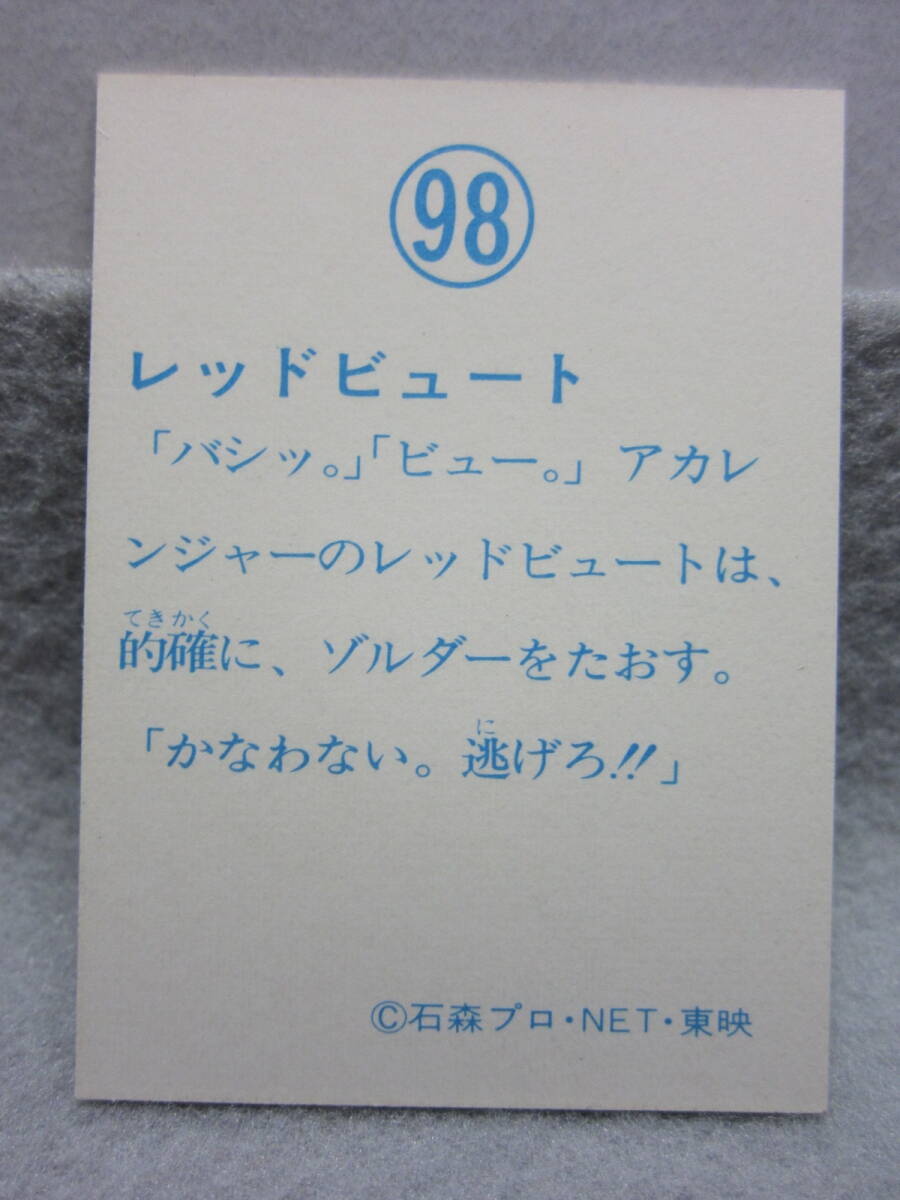 98
レッドビュート
「バシッ。」「ビュー。」アカレ
ンジャーのレッドビュートは、
てきかく
的確に、ゾルダーをたおす。
に
「かなわない。逃げろ!!」
©石森プロ・NET・東映